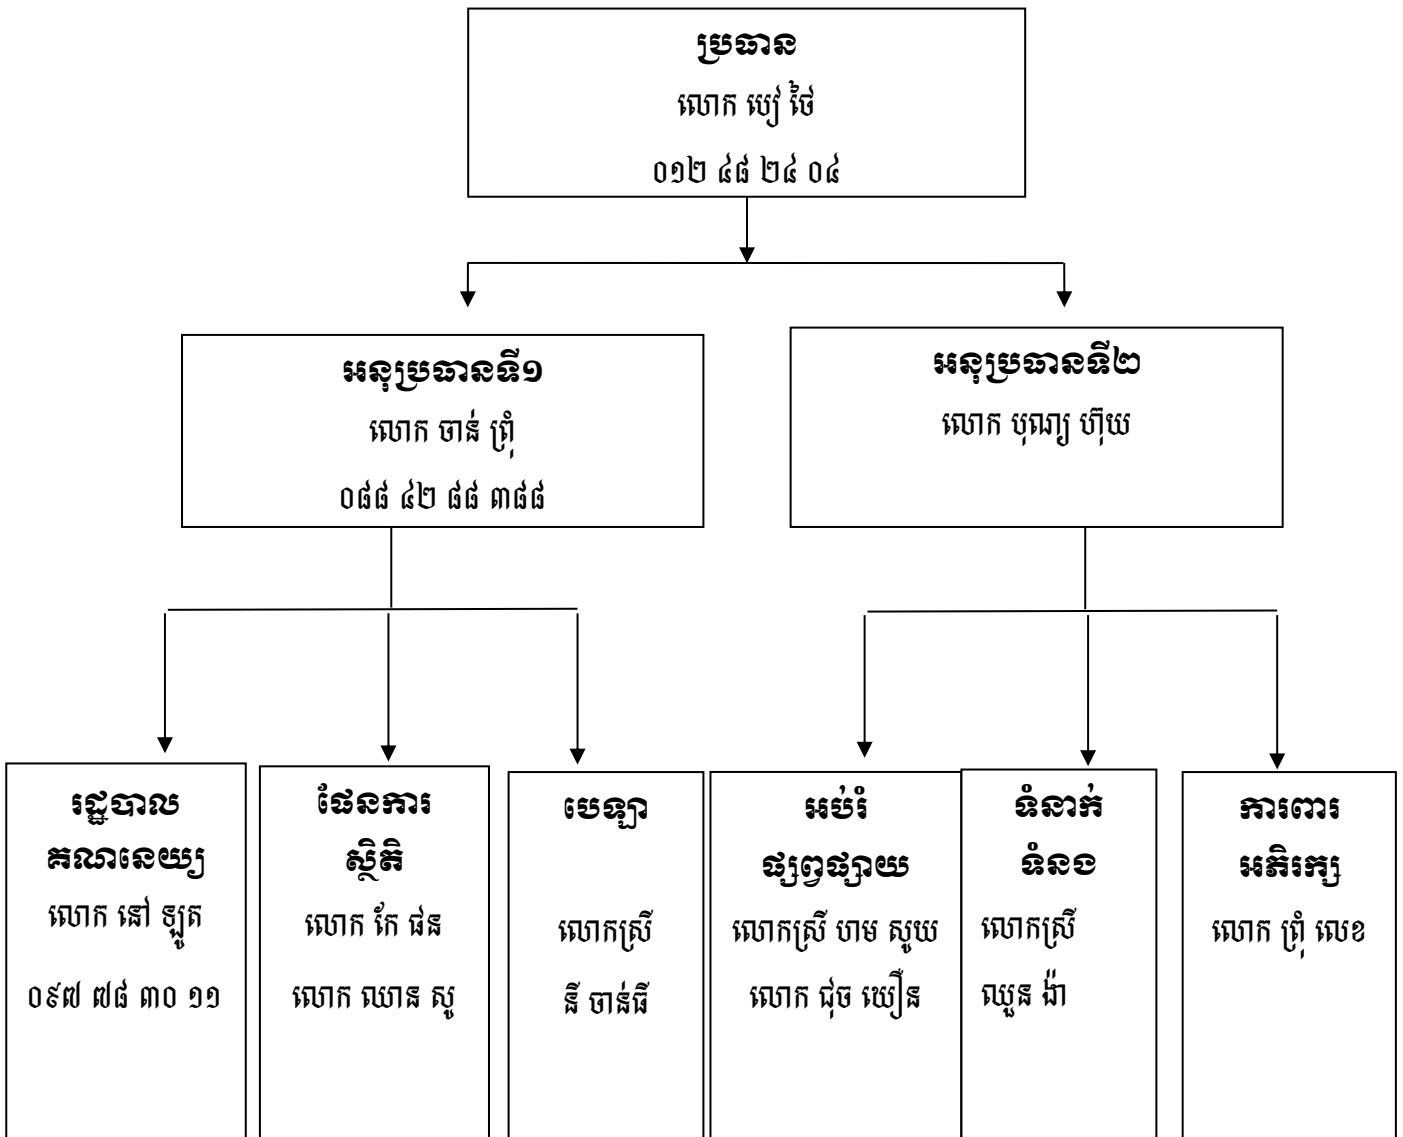 ប្រធាន
លោក បៀ ថៃ
០១២ ៤៨ ២៤ ០៤
អនុប្រធានទី១
លោក ចាន់ ព្រុំ
០៨៨ ៤២ ៨៨ ៣៨៨
អនុប្រធានទី២
លោក បុណ្យ ហ៊ុយ
រដ្ឋបាល
គណនេយ្យ
លោក នៅ ឡូត
០៩៧ ៧៨ ៣០ ១១
ផែនការ
ស្ថិតិ
លោក កែ ផន
លោក ឈាន សូ
បេឡា
លោកស្រី
នី ចាន់ធី
អប់រំ
ផ្សព្វផ្សាយ
លោកស្រី ហម សូយ
លោក ជុច ឃឿន
ទំនាក់
ទំនង
លោកស្រី
ឈួន ង៉ា
ការពារ
អភិរក្ស
លោក ព្រុំ លេខ